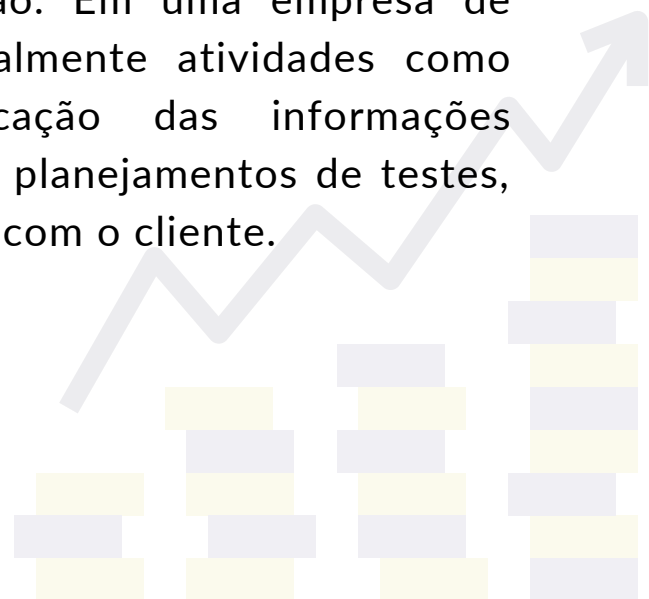 ão. Em uma empresa de
almente atividades como
cação das informações
planejamentos de testes,
com o cliente.